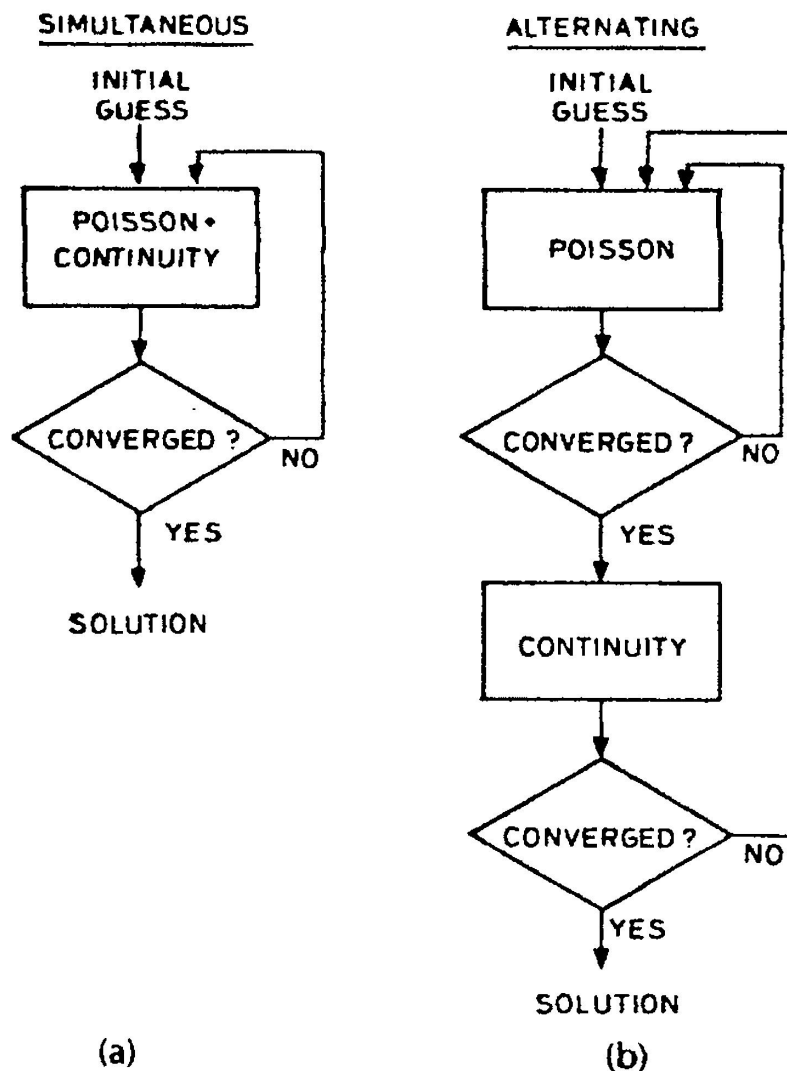 SIMULTANEOUS
INITIAL
GUESS
POISSON +
CONTINUITY
CONVERGED ?
NO
YES
SOLUTION
(a)
ALTERNATING
INITIAL
GUESS
POISSON
CONVERGED ?
NO
YES
CONTINUITY
CONVERGED ?
NO
YES
SOLUTION
(b)